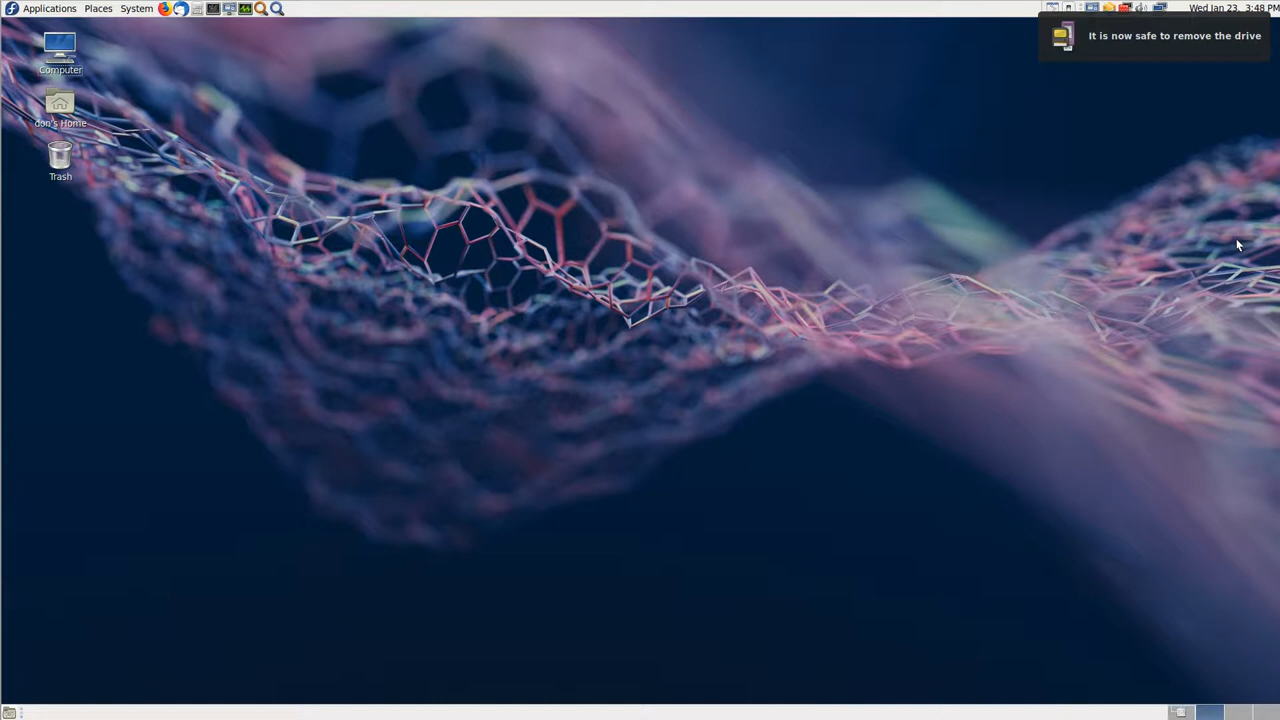 Applications Places System
Wed Jan 23, 3:48 PM
It is now safe to remove the drive
Computer
don's Home
Trash